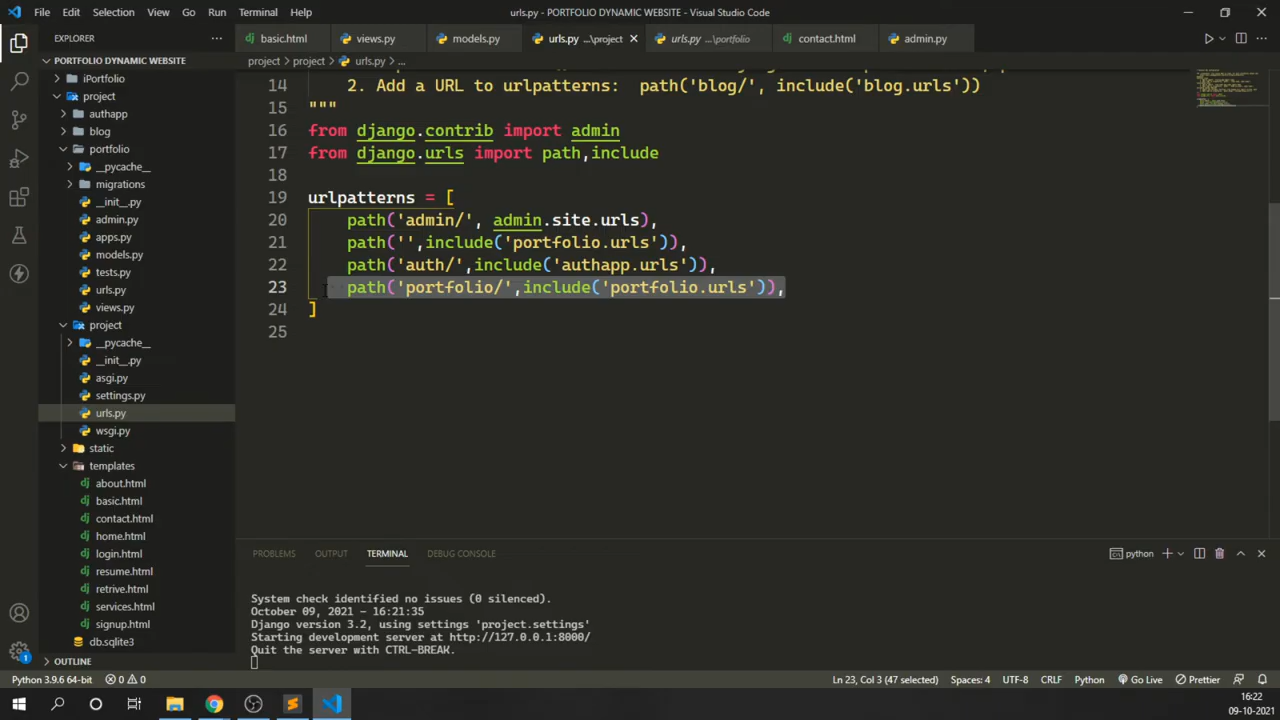 File Edit Selection View Go Run Terminal Help
urls.py - PORTFOLIO DYNAMIC WEBSITE - Visual Studio Code
EXPLORER
basic.html
views.py
models.py
urls.py ...\project
urls.py ...\portfolio
contact.html
admin.py
PORTFOLIO DYNAMIC WEBSITE
project > project > urls.py > ...
iPortfolio
project
authapp
blog
portfolio
__pycache__
migrations
__init__.py
admin.py
apps.py
models.py
tests.py
urls.py
views.py
project
__pycache__
__init__.py
asgi.py
settings.py
urls.py
wsgi.py
static
templates
about.html
basic.html
contact.html
home.html
login.html
resume.html
retrive.html
services.html
signup.html
db.sqlite3
OUTLINE
14 2. Add a URL to urlpatterns: path('blog/', include('blog.urls'))
15 """
16 from django.contrib import admin
17 from django.urls import path,include
18
19 urlpatterns = [
20 path('admin/', admin.site.urls),
21 path('',include('portfolio.urls')),
22 path('auth/',include('authapp.urls')),
23 path('portfolio/',include('portfolio.urls')),
24 ]
25
PROBLEMS OUTPUT TERMINAL DEBUG CONSOLE
python
System check identified no issues (0 silenced).
October 09, 2021 - 16:21:35
Django version 3.2, using settings 'project.settings'
Starting development server at http://127.0.0.1:8000/
Quit the server with CTRL-BREAK.
1
Python 3.9.6 64-bit 0 0
Ln 23, Col 3 (47 selected) Spaces: 4 UTF-8 CRLF Python Go Live Prettier
16:22
09-10-2021